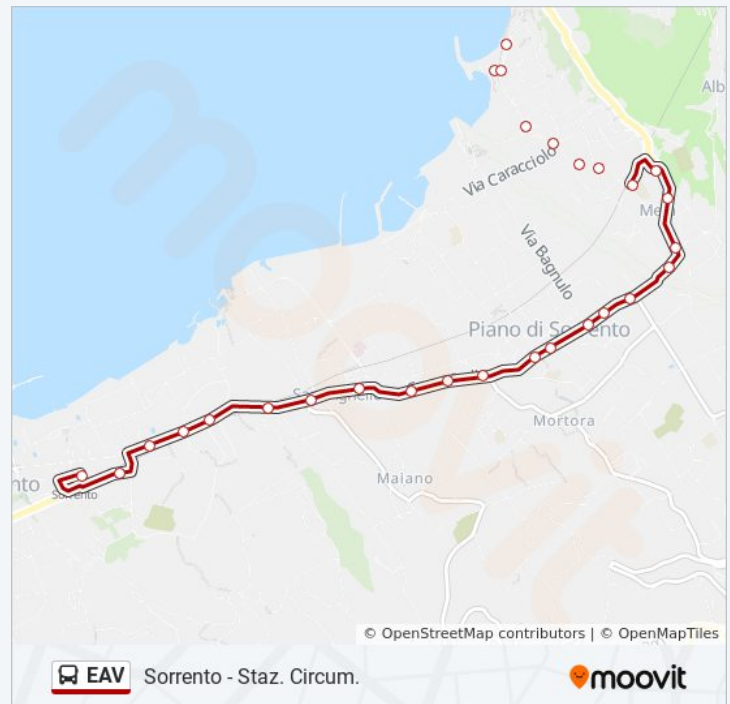 Alb
Via Caracciolo
Via Bagnulo
Piano di Sorrento
Mortora
Maiano
nto
Sorrento
© OpenStreetMap contributors | © OpenMapTiles
EAV
Sorrento - Staz. Circum.
moovit